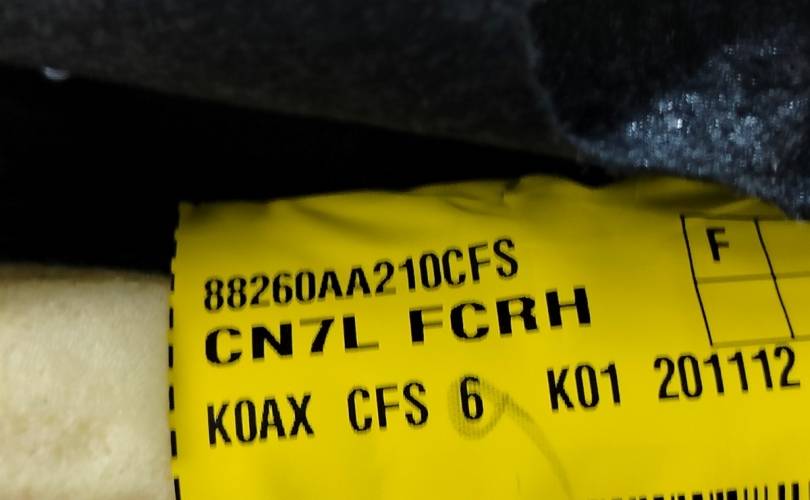 88260AA210CFS
F
CN7L FCRH
K0AX CFS 6 K01 201112